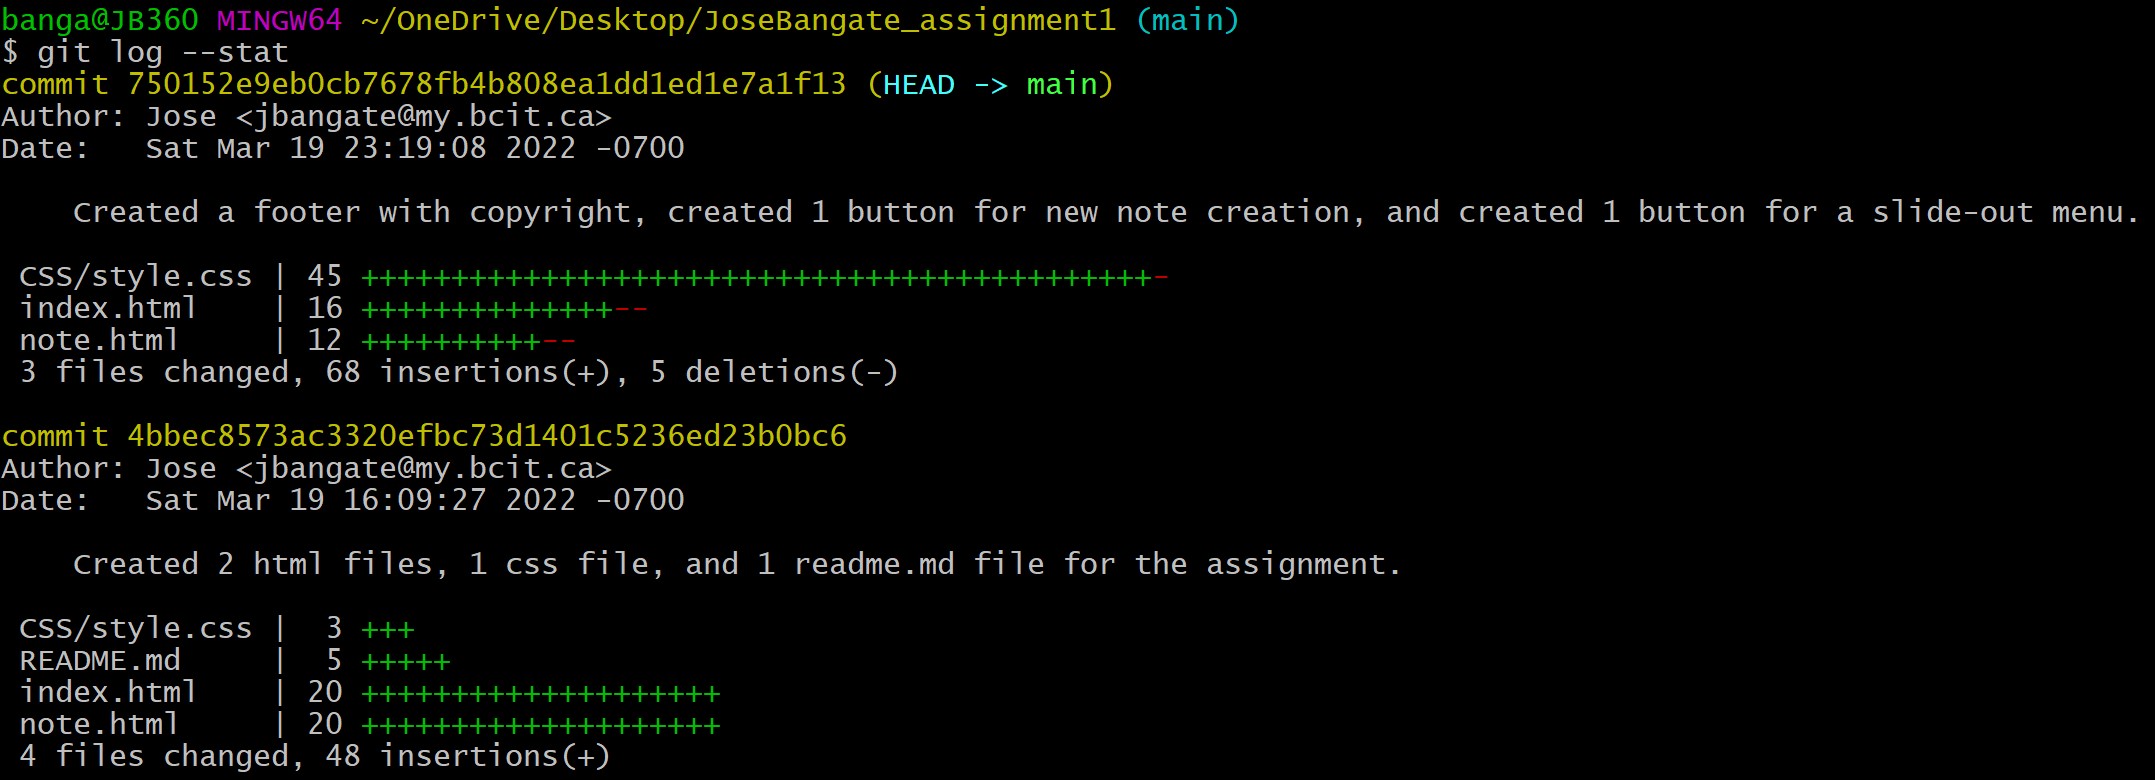 banga@JB360 MINGW64 ~/OneDrive/Desktop/JoseBangate_assignment1 (main)
$ git log --stat
commit 750152e9eb0cb7678fb4b808ea1dd1ed1e7a1f13 (HEAD -> main)
Author: Jose <jbangate@my.bcit.ca>
Date:   Sat Mar 19 23:19:08 2022 -0700

    Created a footer with copyright, created 1 button for new note creation, and created 1 button for a slide-out menu.

 CSS/style.css | 45 ++++++++++++++++++++++++++++++++++++++++++++-
 index.html    | 16 ++++++++++++++--
 note.html     | 12 ++++++++++--
 3 files changed, 68 insertions(+), 5 deletions(-)

commit 4bbec8573ac3320efbc73d1401c5236ed23b0bc6
Author: Jose <jbangate@my.bcit.ca>
Date:   Sat Mar 19 16:09:27 2022 -0700

    Created 2 html files, 1 css file, and 1 readme.md file for the assignment.

 CSS/style.css |  3 +++
 README.md     |  5 +++++
 index.html    | 20 ++++++++++++++++++++
 note.html     | 20 ++++++++++++++++++++
 4 files changed, 48 insertions(+)